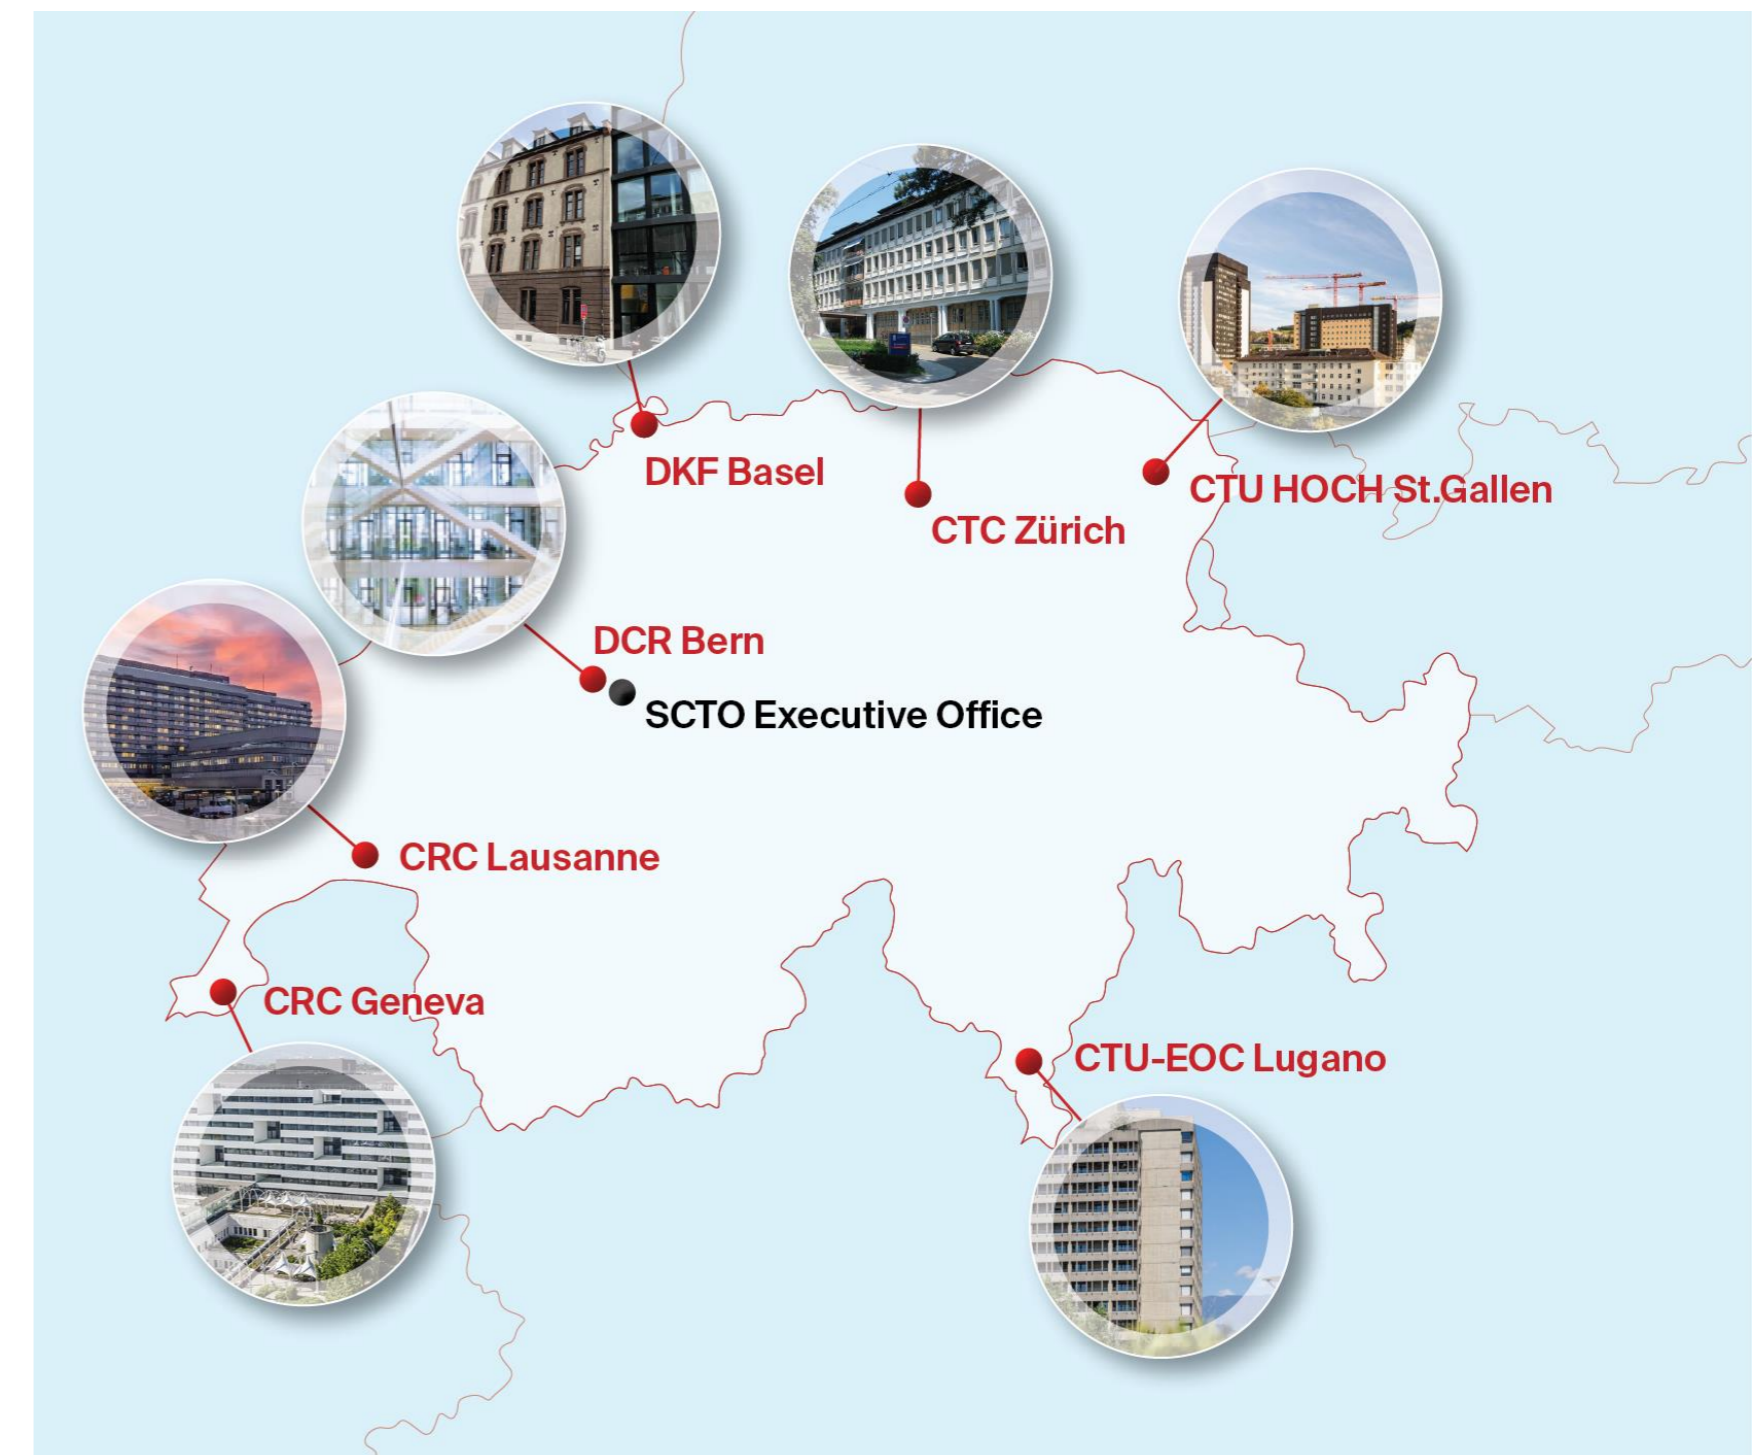 DKF Basel
CTU HOCH St.Gallen
CTC Zürich
DCR Bern
SCTO Executive Office
CRC Lausanne
CRC Geneva
CTU-EOC Lugano